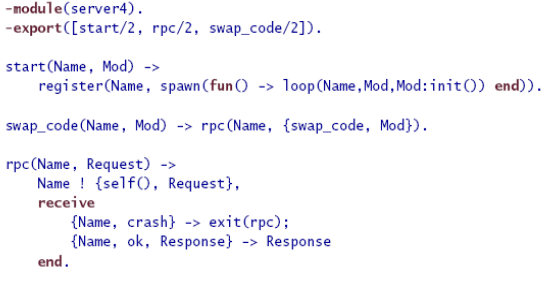 -module(server4).
-export([start/2, rpc/2, swap_code/2]).
start(Name, Mod) ->
    register(Name, spawn(fun() -> loop(Name,Mod,Mod:init()) end)).
swap_code(Name, Mod) -> rpc(Name, {swap_code, Mod}).
rpc(Name, Request) ->
    Name ! {self(), Request},
    receive
        {Name, crash} -> exit(rpc);
        {Name, ok, Response} -> Response
    end.